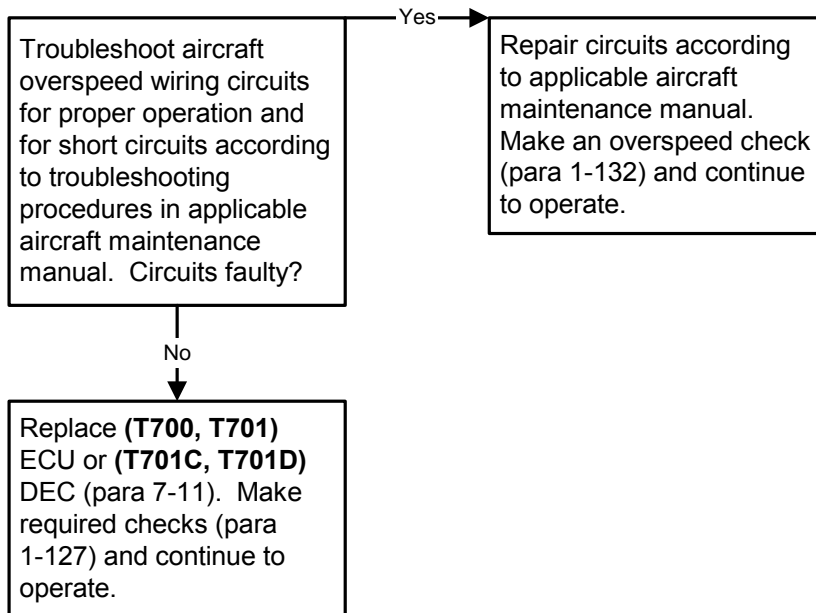 Troubleshoot aircraft
overspeed wiring circuits
for proper operation and
for short circuits according
to troubleshooting
procedures in applicable
aircraft maintenance
manual.  Circuits faulty?
Yes
Repair circuits according
to applicable aircraft
maintenance manual.
Make an overspeed check
(para 1-132) and continue
to operate.
No
Replace (T700, T701)
ECU or (T701C, T701D)
DEC (para 7-11).  Make
required checks (para
1-127) and continue to
operate.